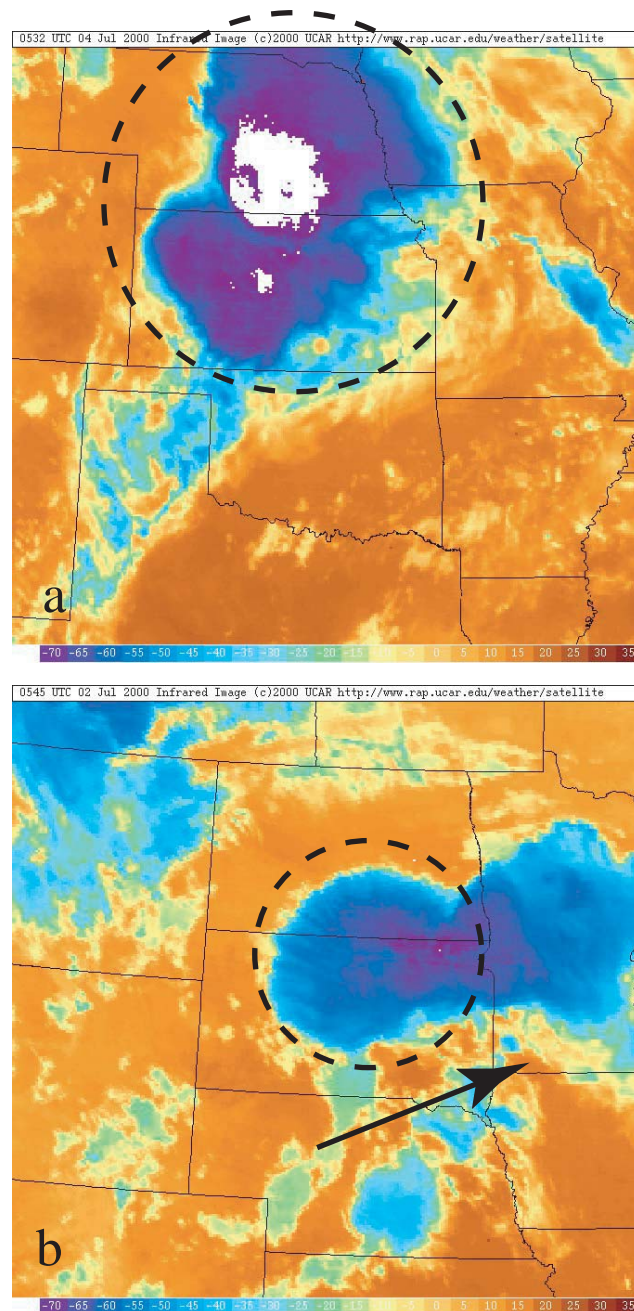 0532 UTC 04 Jul 2000 Infrared Image (c)2000 UCAR http://www.rap.ucar.edu/weather/satellite
a
-70 -65 -60 -55 -50 -45 -40 -35 -30 -25 -20 -15 -10 -5 0 5 10 15 20 25 30 35
0545 UTC 02 Jul 2000 Infrared Image (c)2000 UCAR http://www.rap.ucar.edu/weather/satellite
b
-70 -65 -60 -55 -50 -45 -40 -35 -30 -25 -20 -15 -10 -5 0 5 10 15 20 25 30 35